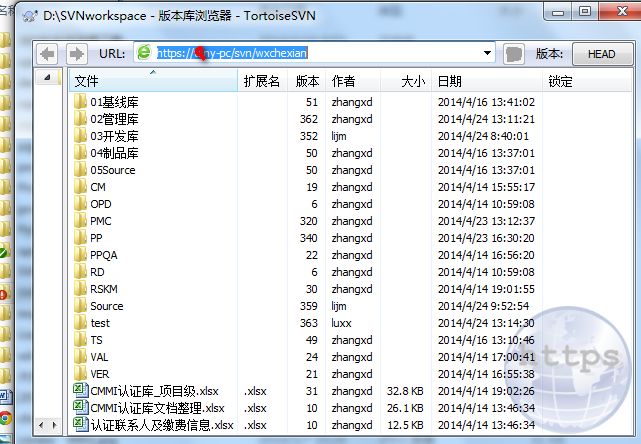 D:\SVNworkspace - 版本库浏览器 - TortoiseSVN
URL: https:// ny-pc/svn/wxchexian 版本: HEAD
文件 扩展名 版本 作者 大小 日期 锁定
01基线库 51 zhangxd 2014/4/16 13:41:02
02管理库 362 zhangxd 2014/4/24 13:11:21
03开发库 352 lijm 2014/4/24 8:40:01
04制品库 50 zhangxd 2014/4/16 13:37:01
05Source 50 zhangxd 2014/4/16 13:37:01
CM 19 zhangxd 2014/4/14 15:55:17
OPD 6 zhangxd 2014/4/14 10:59:08
PMC 320 zhangxd 2014/4/23 13:12:37
PP 340 zhangxd 2014/4/23 16:30:20
PPQA 22 zhangxd 2014/4/14 16:56:20
RD 6 zhangxd 2014/4/14 10:59:08
RSKM 30 zhangxd 2014/4/14 19:01:55
Source 359 lijm 2014/4/24 9:52:54
test 363 luxx 2014/4/24 13:14:30
TS 49 zhangxd 2014/4/16 13:10:46
VAL 24 zhangxd 2014/4/14 17:00:41
VER 21 zhangxd 2014/4/14 16:55:38
CMMI认证库_项目级.xlsx .xlsx 31 zhangxd 32.8 KB 2014/4/14 19:02:26
CMMI认证库文档整理.xlsx .xlsx 10 zhangxd 26.1 KB 2014/4/14 13:46:34
认证联系人及缴费信息.xlsx .xlsx 10 zhangxd 12.5 KB 2014/4/14 13:46:34
https